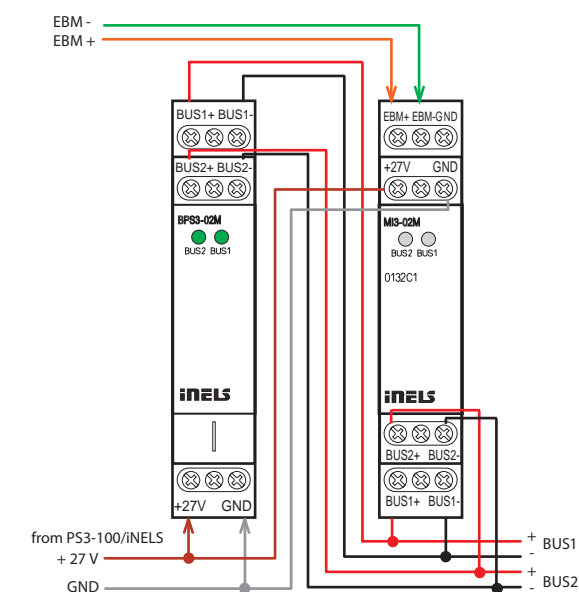 EBM -
EBM +
BUS1+ BUS1-
EBM+ EBM-GND
BUS2+ BUS2-
+27V GND
BPS3-02M
BUS2 BUS1
MI3-02M
BUS2 BUS1
0132C1
iNELS
iNELS
BUS2+ BUS2-
+27V GND
BUS1+ BUS1-
from PS3-100/iNELS
+ 27 V
GND
+
- BUS1
+
- BUS2